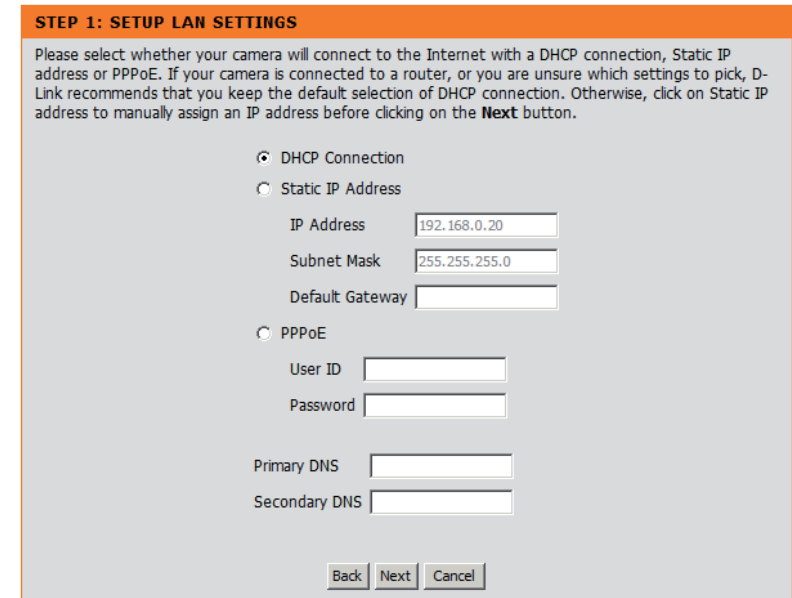 STEP 1: SETUP LAN SETTINGS
Please select whether your camera will connect to the Internet with a DHCP connection, Static IP
address or PPPoE. If your camera is connected to a router, or you are unsure which settings to pick, D-
Link recommends that you keep the default selection of DHCP connection. Otherwise, click on Static IP
address to manually assign an IP address before clicking on the Next button.
DHCP Connection
Static IP Address
IP Address 192.168.0.20
Subnet Mask 255.255.255.0
Default Gateway
PPPoE
User ID
Password
Primary DNS
Secondary DNS
Back Next Cancel